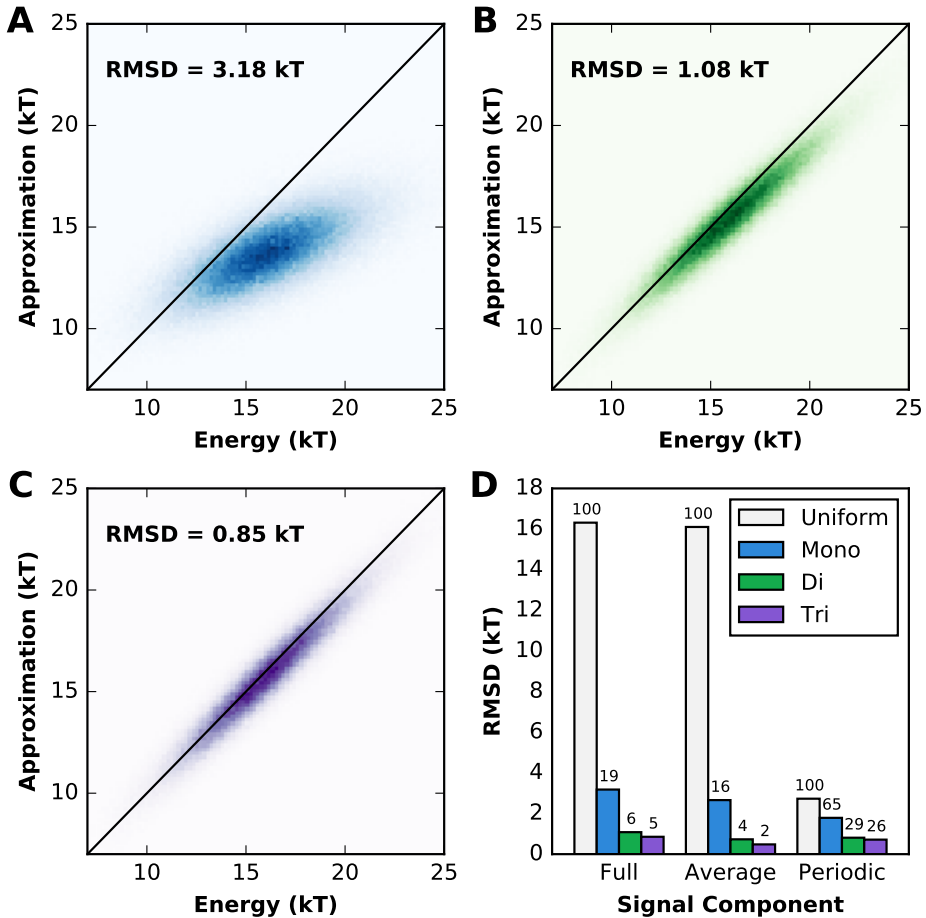 A
RMSD = 3.18 kT
25
20
15
10
Approximation (kT)
10 15 20 25
Energy (kT)
B
RMSD = 1.08 kT
25
20
15
10
Approximation (kT)
10 15 20 25
Energy (kT)
C
RMSD = 0.85 kT
25
20
15
10
Approximation (kT)
10 15 20 25
Energy (kT)
D
18
16
14
12
10
8
6
4
2
0
RMSD (kT)
Uniform
Mono
Di
Tri
100 19 6 5
100 16 4 2
100 65 29 26
Full Average Periodic
Signal Component